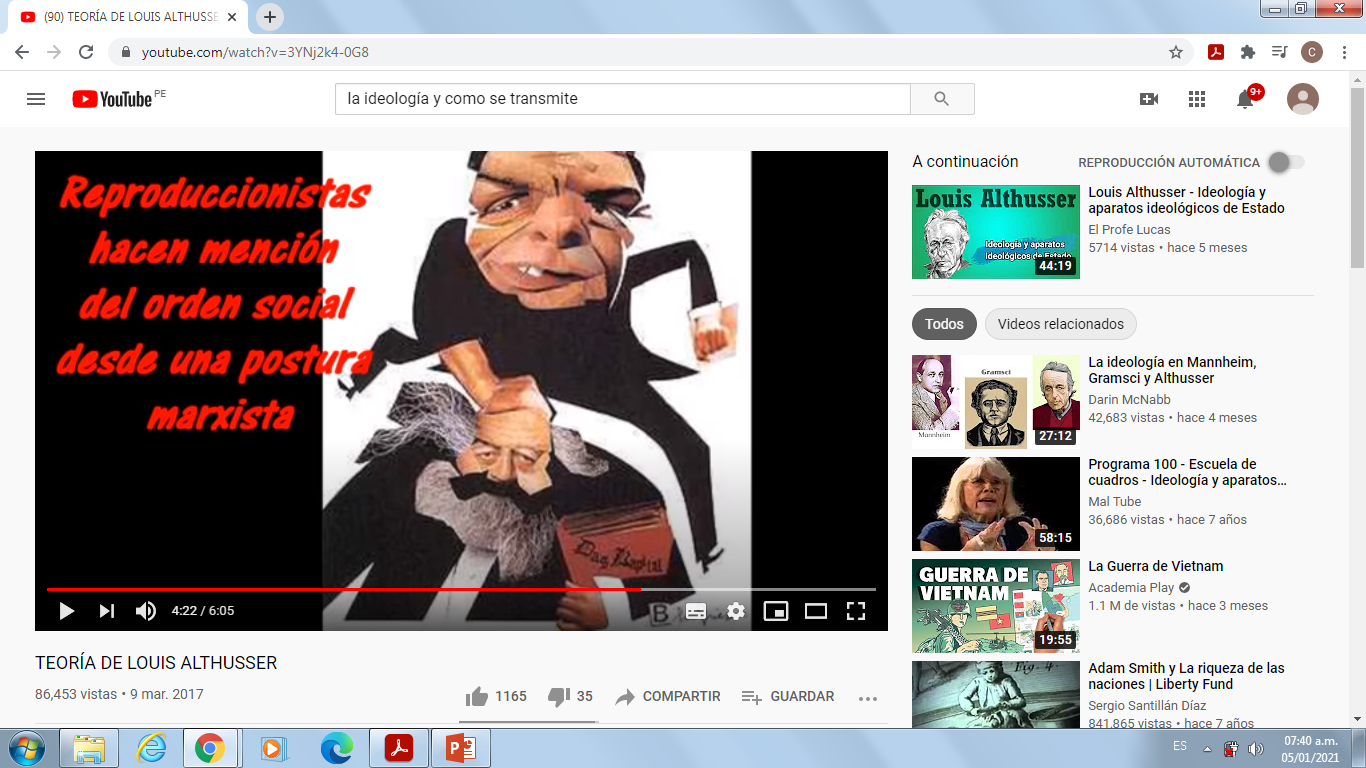 (90) TEORÍA DE LOUIS ALTHUSSE
youtube.com/watch?v=3YNj2k4-0G8
C
YouTube PE
la ideología y como se transmite
9+
Reproduccionistas
hacen mención
del orden social
desde una postura
marxista
Das Kapital
4:22 / 6:05
TEORÍA DE LOUIS ALTHUSSER
86,453 vistas • 9 mar. 2017
1165
35
COMPARTIR
GUARDAR
A continuación
REPRODUCCIÓN AUTOMÁTICA
Louis Althusser
Ideología y aparatos
Ideológicos de Estado
44:19
Louis Althusser - Ideología y
aparatos ideológicos de Estado
El Profe Lucas
5714 vistas • hace 5 meses
Todos
Videos relacionados
Gramsci
Mannheim
27:12
La ideología en Mannheim,
Gramsci y Althusser
Darin McNabb
42,683 vistas • hace 4 meses
58:15
Programa 100 - Escuela de
cuadros - Ideología y aparatos...
Mal Tube
36,686 vistas • hace 7 años
GUERRA DE
VIETNAM
19:55
La Guerra de Vietnam
Academia Play
1.1 M de vistas • hace 3 meses
Fig. 4
Adam Smith y La riqueza de las
naciones | Liberty Fund
Sergio Santillán Díaz
841,865 vistas • hace 7 años
ES
07:40 a.m.
05/01/2021